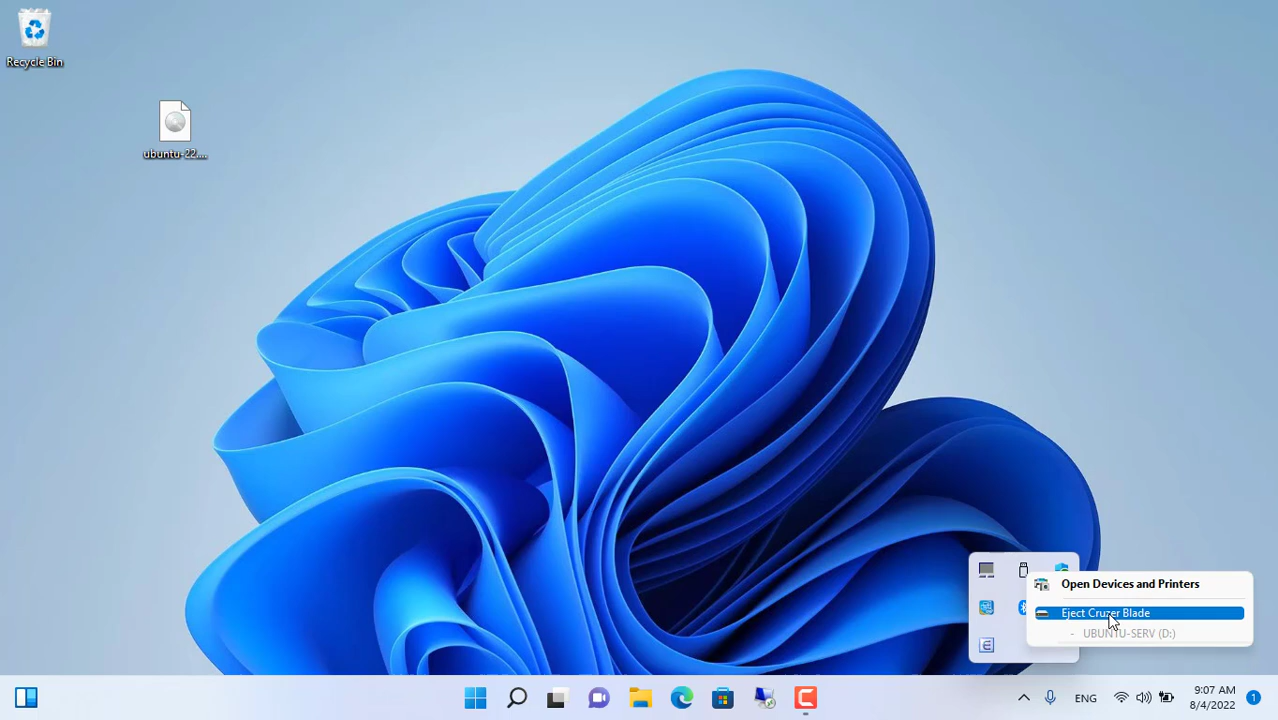 Recycle Bin
ubuntu-22....
Open Devices and Printers
Eject Cruzer Blade
- UBUNTU-SERV (D:)
ENG
9:07 AM
8/4/2022
1